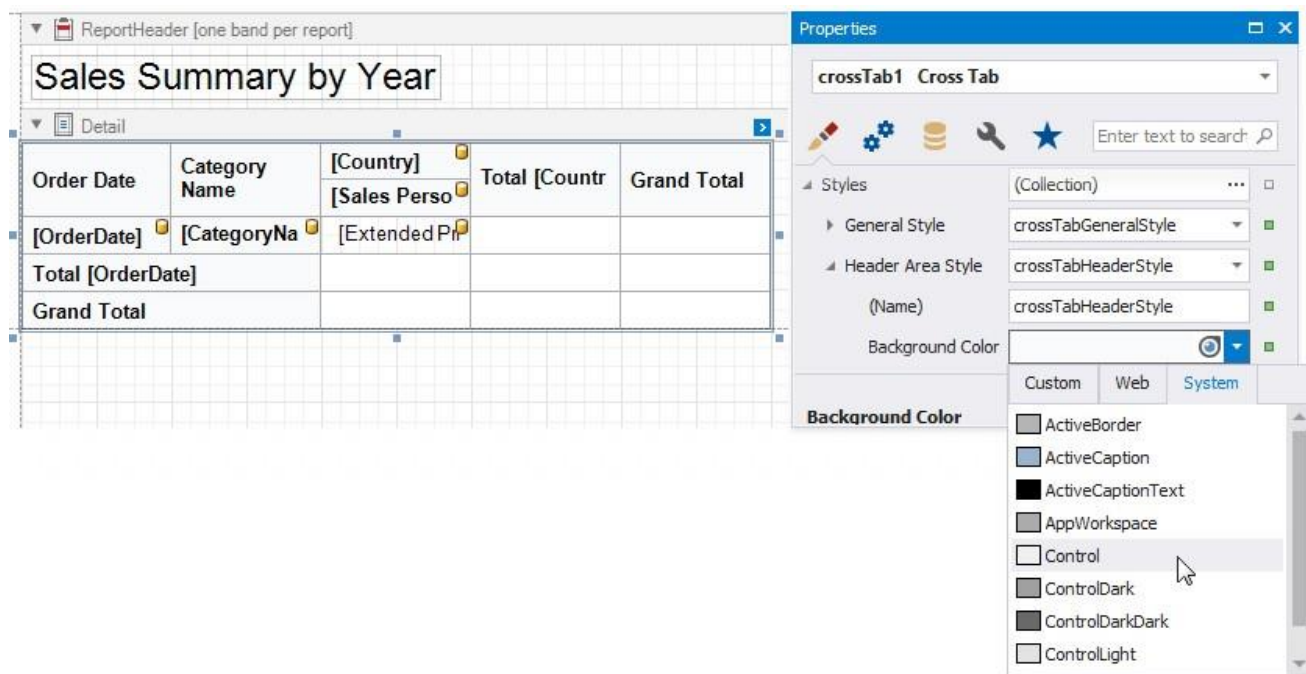 ReportHeader [one band per report]
Sales Summary by Year
Detail
Order Date
Category
Name
[Country]
[Sales Perso
Total [Countr
Grand Total
[OrderDate]
[CategoryNa
[Extended Pri
Total [OrderDate]
Grand Total
Properties
crossTab1 Cross Tab
Enter text to search
Styles (Collection)
General Style crossTabGeneralStyle
Header Area Style crossTabHeaderStyle
(Name) crossTabHeaderStyle
Background Color
Custom Web System
Background Color
ActiveBorder
ActiveCaption
ActiveCaptionText
AppWorkspace
Control
ControlDark
ControlDarkDark
ControlLight